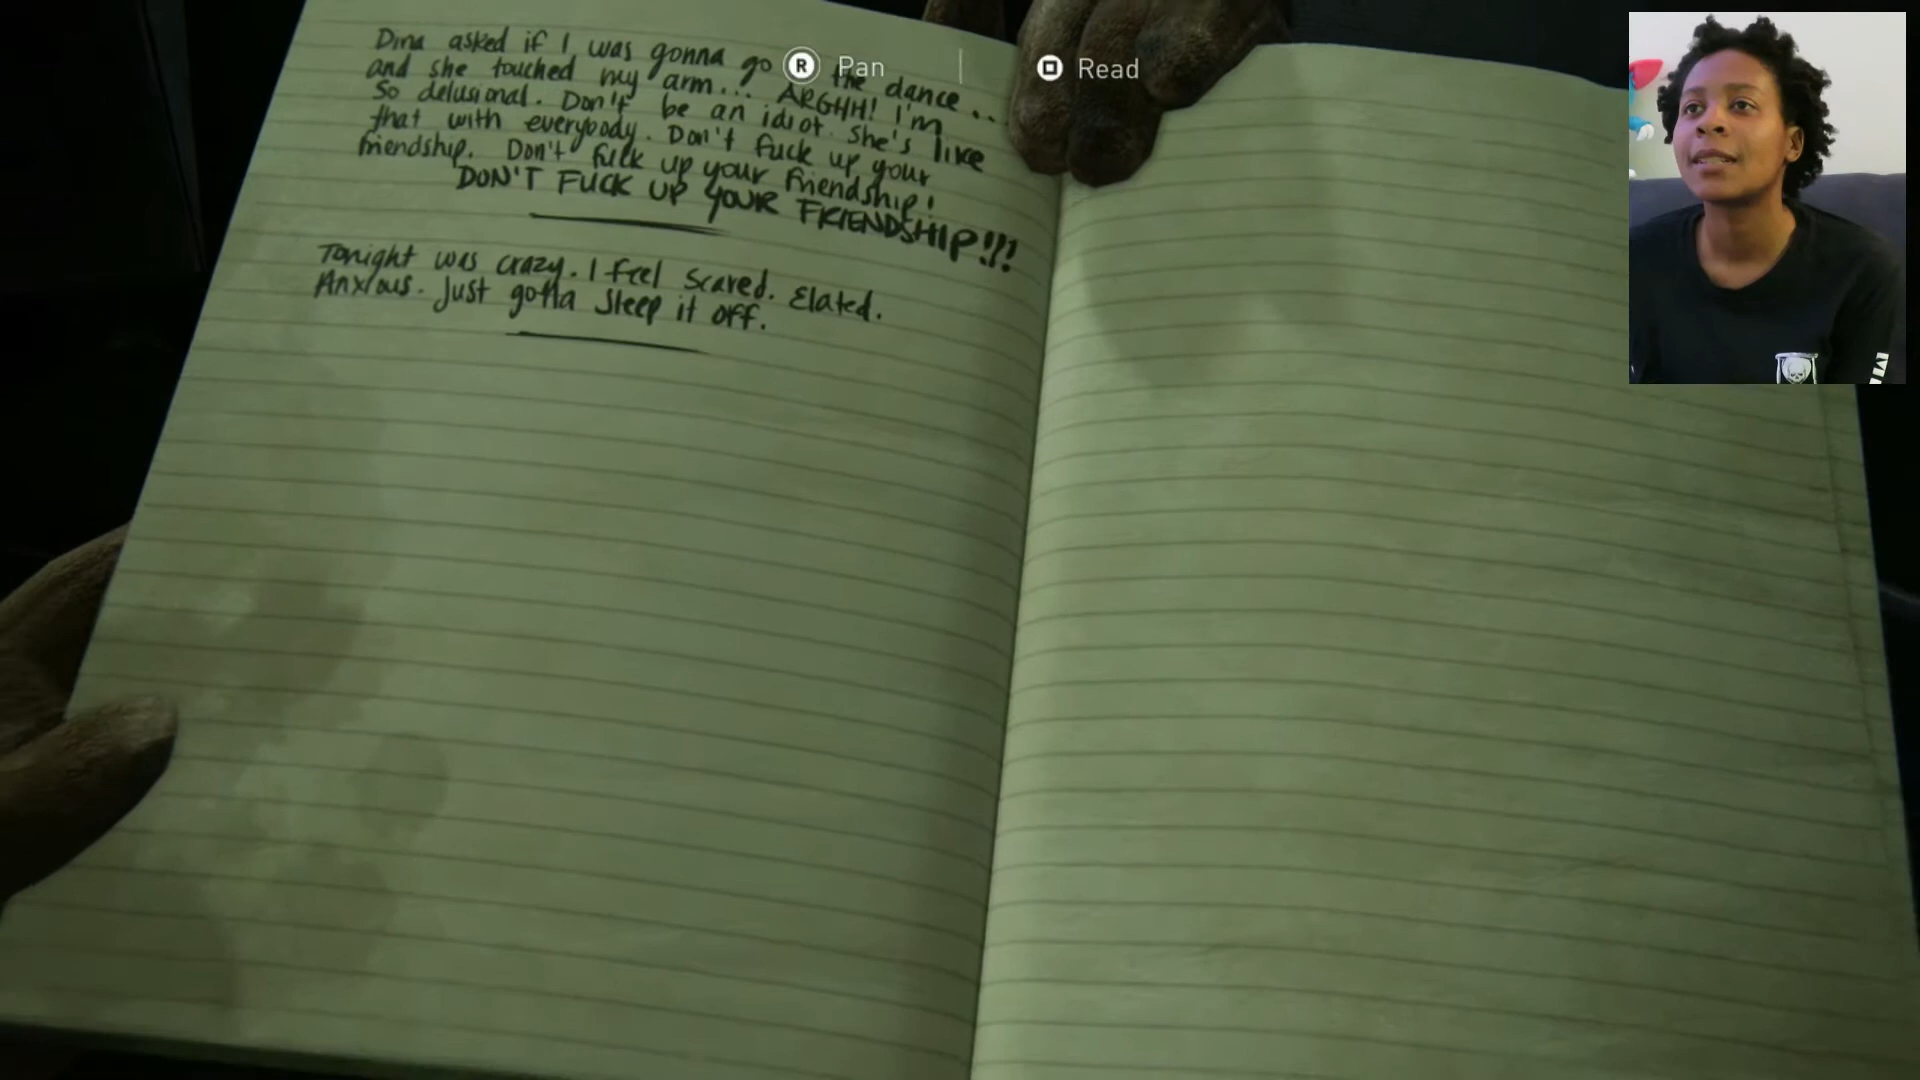 Dina asked if I was gonna go the dance...
and she touched my arm... ARGHH! I'm
so delusional. Don't be an idiot. She's like
that with everybody. Don't fuck up your
friendship. Don't fuck up your friendship!
DON'T FUCK UP YOUR FRIENDSHIP!!!
Tonight was crazy. I feel scared. Elated.
Anxious. Just gotta sleep it off.
R Pan
Read